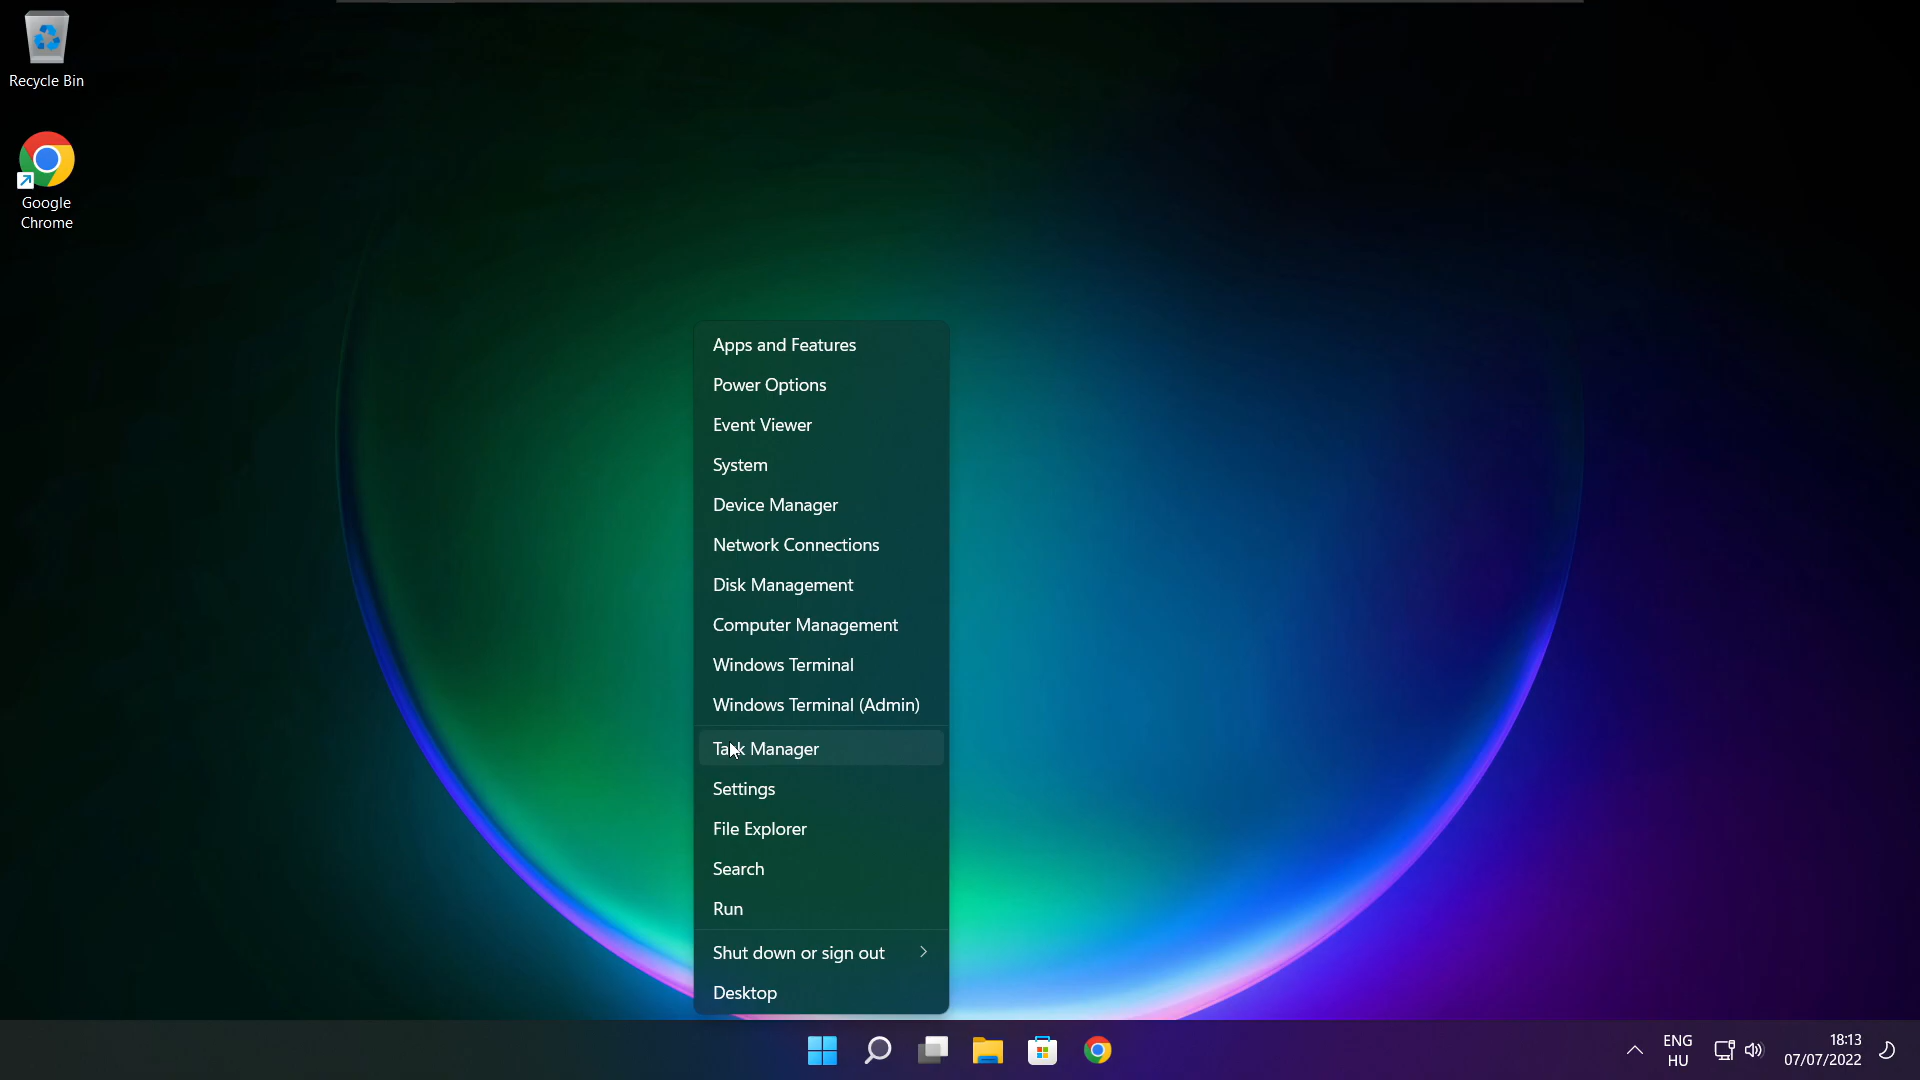 Recycle Bin
Google
Chrome
Apps and Features
Power Options
Event Viewer
System
Device Manager
Network Connections
Disk Management
Computer Management
Windows Terminal
Windows Terminal (Admin)
Task Manager
Settings
File Explorer
Search
Run
Shut down or sign out
Desktop
ENG
HU
18:13
07/07/2022